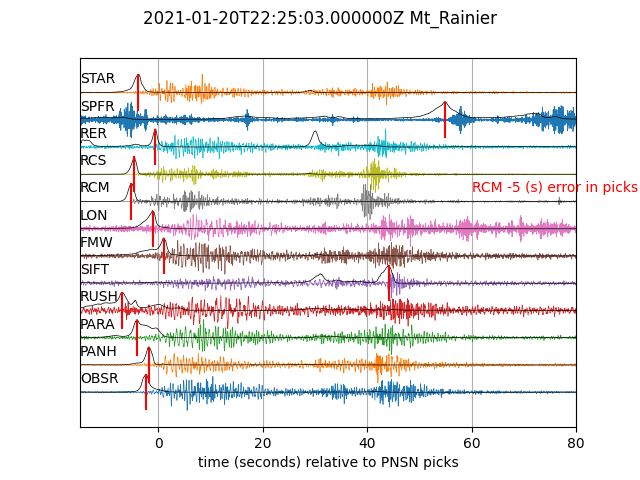 2021-01-20T22:25:03.000000Z Mt_Rainier
STAR
SPFR
RER
RCS
RCM
RCM -5 (s) error in picks
LON
FMW
SIFT
RUSH
PARA
PANH
OBSR
0 20 40 60 80
time (seconds) relative to PNSN picks